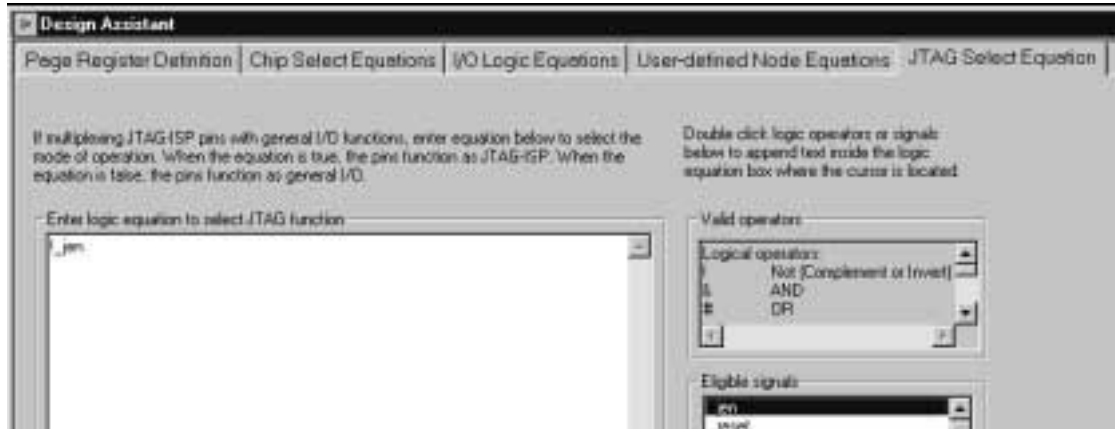 Design Assistant
Page Register Definition
Chip Select Equations
I/O Logic Equations
User-defined Node Equations
JTAG Select Equation
If multiplexing JTAG-ISP pins with general I/O functions, enter equation below to select the
mode of operation. When the equation is true, the pins function as JTAG-ISP. When the
equation is false, the pins function as general I/O.
Double click logic operators or signals
below to append text inside the logic
equation box where the cursor is located.
Enter logic equation to select JTAG function
!_jen
Valid operators
Logical operators:
! Not (Complement or Invert)
& AND
# OR
Eligible signals
_jen
_reset